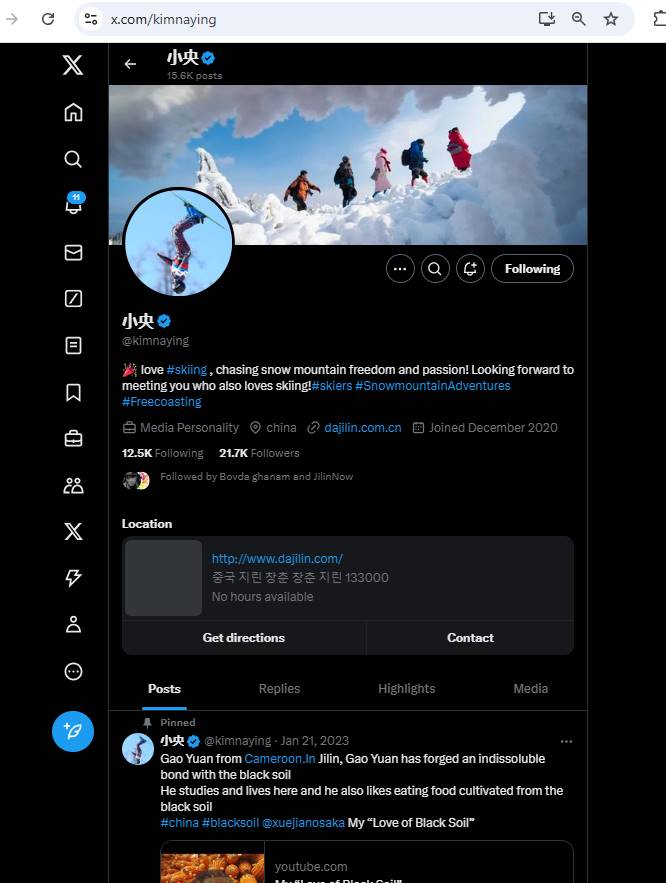 x.com/kimnaying
小央
15.6K posts
11
Following
小央
@kimnaying
love #skiing , chasing snow mountain freedom and passion! Looking forward to
meeting you who also loves skiing!#skiers #SnowmountainAdventures
#Freecoasting
Media Personality china dajilin.com.cn Joined December 2020
12.5K Following 21.7K Followers
Followed by Bovda ghanam and JilinNow
Location
http://www.dajilin.com/
중국 지린 창춘 창춘 지린 133000
No hours available
Get directions Contact
Posts Replies Highlights Media
Pinned
小央 @kimnaying · Jan 21, 2023
Gao Yuan from Cameroon.In Jilin, Gao Yuan has forged an indissoluble
bond with the black soil
He studies and lives here and he also likes eating food cultivated from the
black soil
#china #blacksoil @xuejianosaka My “Love of Black Soil”
youtube.com
My “Love of Black Soil”